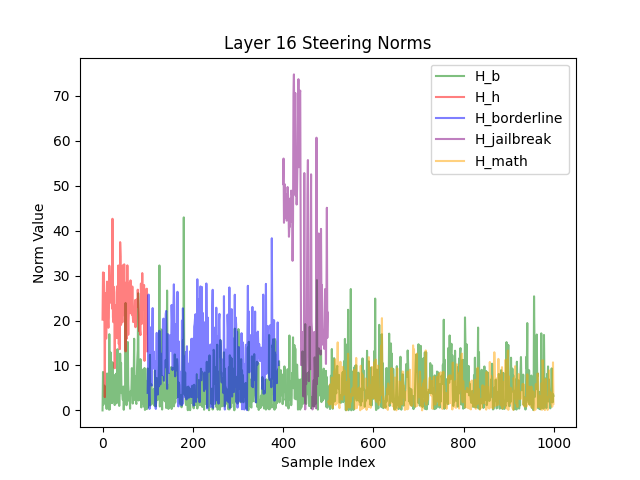 Layer 16 Steering Norms
H_b
H_h
H_borderline
H_jailbreak
H_math
Norm Value
70
60
50
40
30
20
10
0
0 200 400 600 800 1000
Sample Index